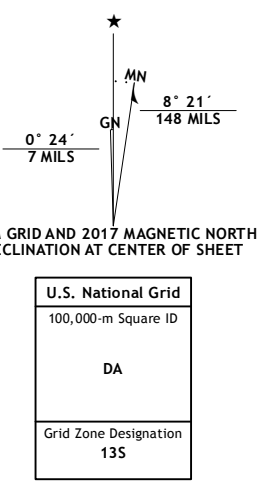 ★
MN
GN
8° 21´
148 MILS
0° 24´
7 MILS
GRID AND 2017 MAGNETIC NORTH
CLINATION AT CENTER OF SHEET
U.S. National Grid
100,000-m Square ID
DA
Grid Zone Designation
13S